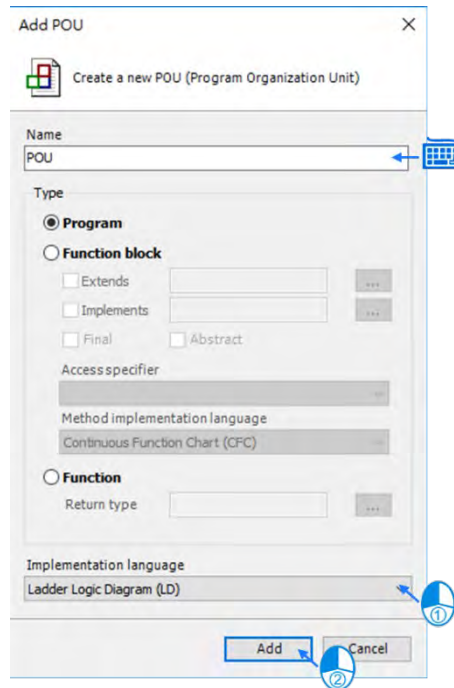 Add POU
Create a new POU (Program Organization Unit)
Name
POU
Type
Program
Function block
Extends
...
Implements
...
Final Abstract
Access specifier
Method implementation language
Continuous Function Chart (CFC)
Function
Return type
...
Implementation language
Ladder Logic Diagram (LD)
①
Add Cancel
②